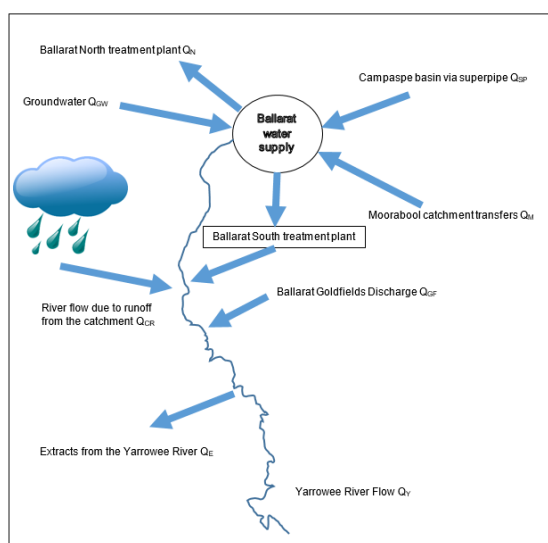 Ballarat North treatment plant QN
Campaspe basin via superpipe QSP
Groundwater QGW
Ballarat
water
supply
Moorabool catchment transfers QM
Ballarat South treatment plant
Ballarat Goldfields Discharge QGF
River flow due to runoff
from the catchment QCR
Extracts from the Yarrowee River QE
Yarrowee River Flow QY